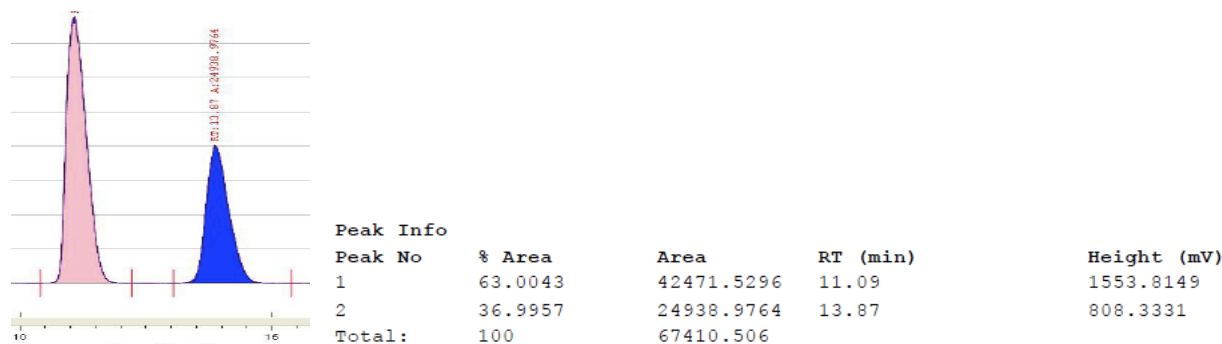 RT:13.87 A:24938.9764
10 15
Peak Info
Peak No % Area Area RT (min) Height (mV)
1 63.0043 42471.5296 11.09 1553.8149
2 36.9957 24938.9764 13.87 808.3331
Total: 100 67410.506